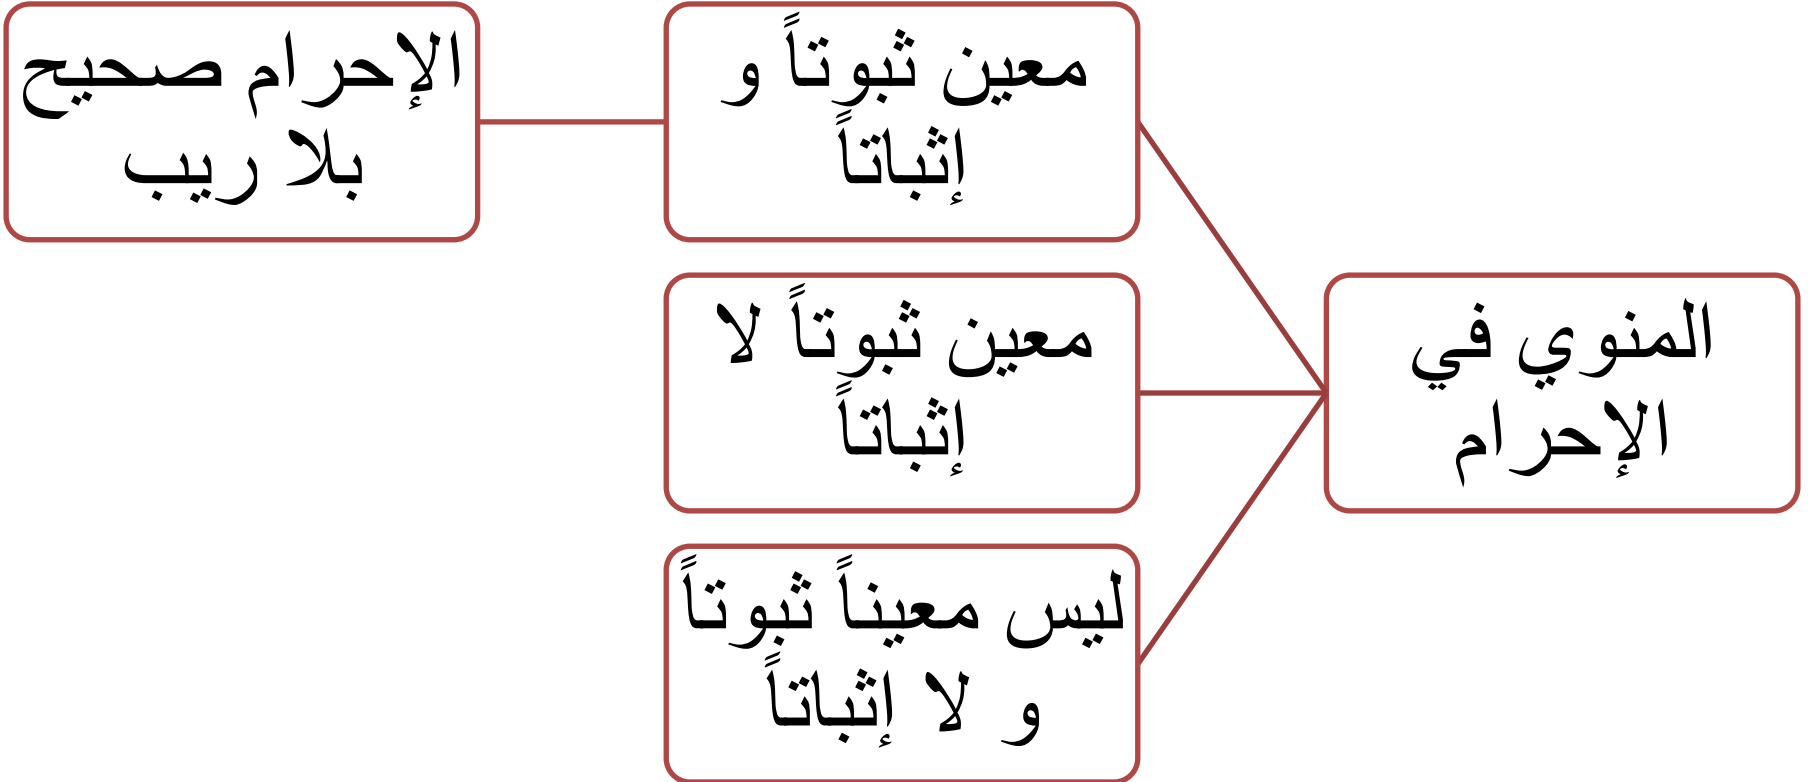 المنوي في
الإحرام
معين ثبوتاً و
إثباتاً
الإحرام صحيح
بلا ريب
معين ثبوتاً لا
إثباتاً
ليس معيناً ثبوتاً
و لا إثباتاً